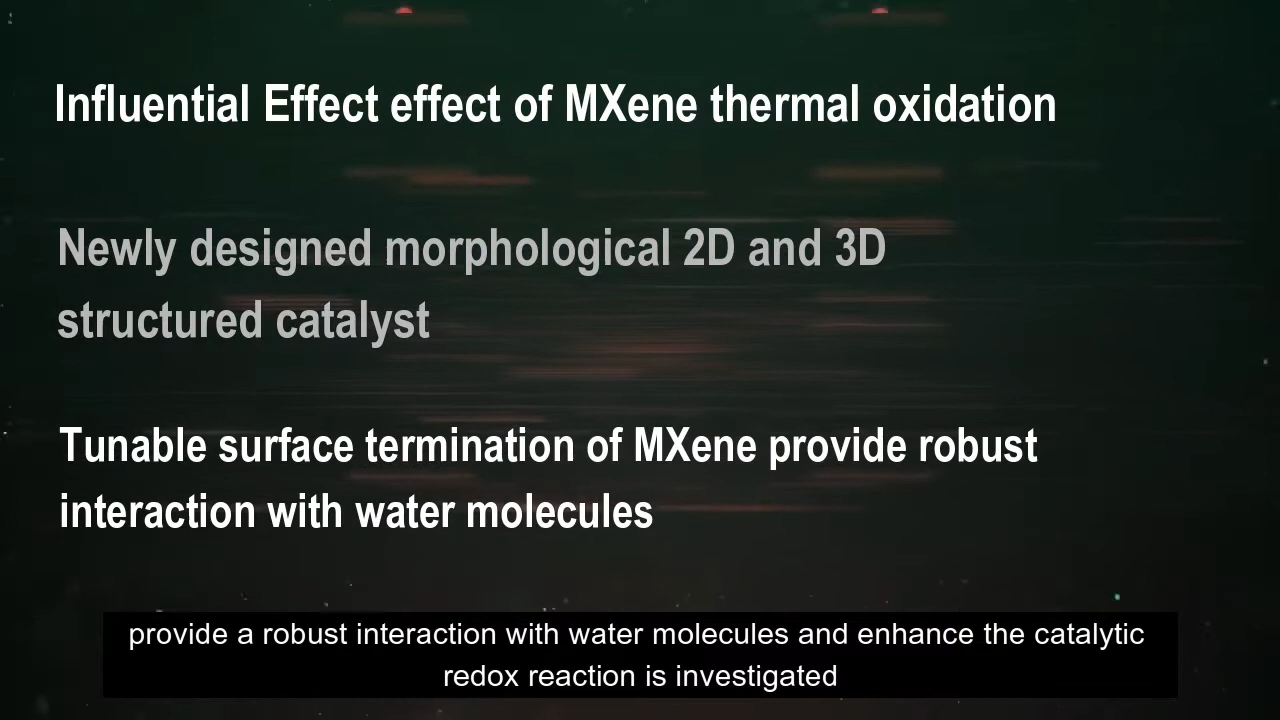 Influential Effect effect of MXene thermal oxidation
Newly designed morphological 2D and 3D
structured catalyst
Tunable surface termination of MXene provide robust
interaction with water molecules
provide a robust interaction with water molecules and enhance the catalytic
redox reaction is investigated